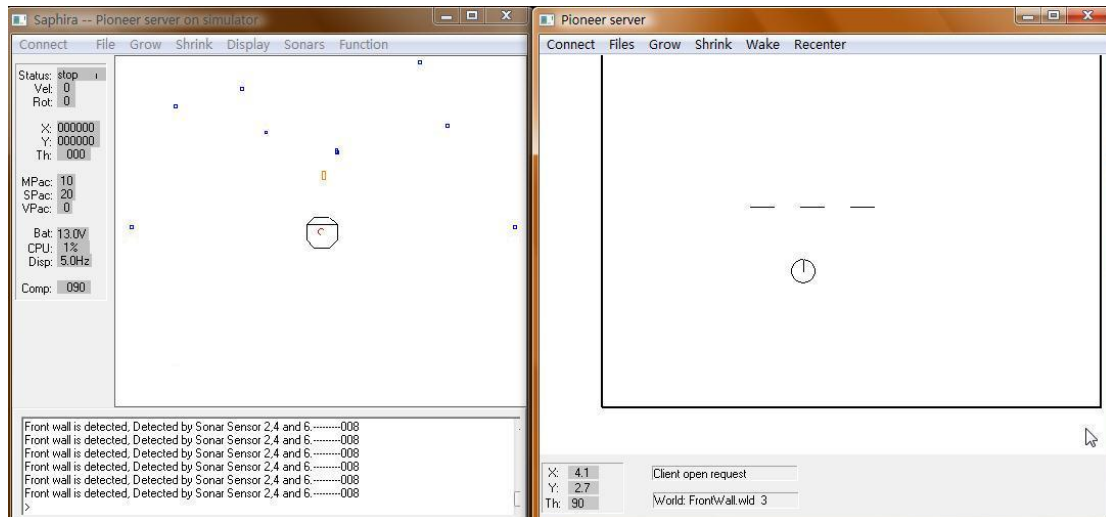 Saphira -- Pioneer server on simulator
Connect File Grow Shrink Display Sonars Function
Status: stop
Vel: 0
Rot: 0
X: 000000
Y: 000000
Th: 000
MPac: 10
SPac: 20
VPac: 0
Bat: 13.0V
CPU: 1%
Disp: 5.0Hz
Comp: 090
Front wall is detected, Detected by Sonar Sensor 2,4 and 6.---------008
Front wall is detected, Detected by Sonar Sensor 2,4 and 6.---------008
Front wall is detected, Detected by Sonar Sensor 2,4 and 6.---------008
Front wall is detected, Detected by Sonar Sensor 2,4 and 6.---------008
Front wall is detected, Detected by Sonar Sensor 2,4 and 6.---------008
Front wall is detected, Detected by Sonar Sensor 2,4 and 6.---------008
>
Pioneer server
Connect Files Grow Shrink Wake Recenter
X: 4.1
Y: 2.7
Th: 90
Client open request
World: FrontWall.wld 3